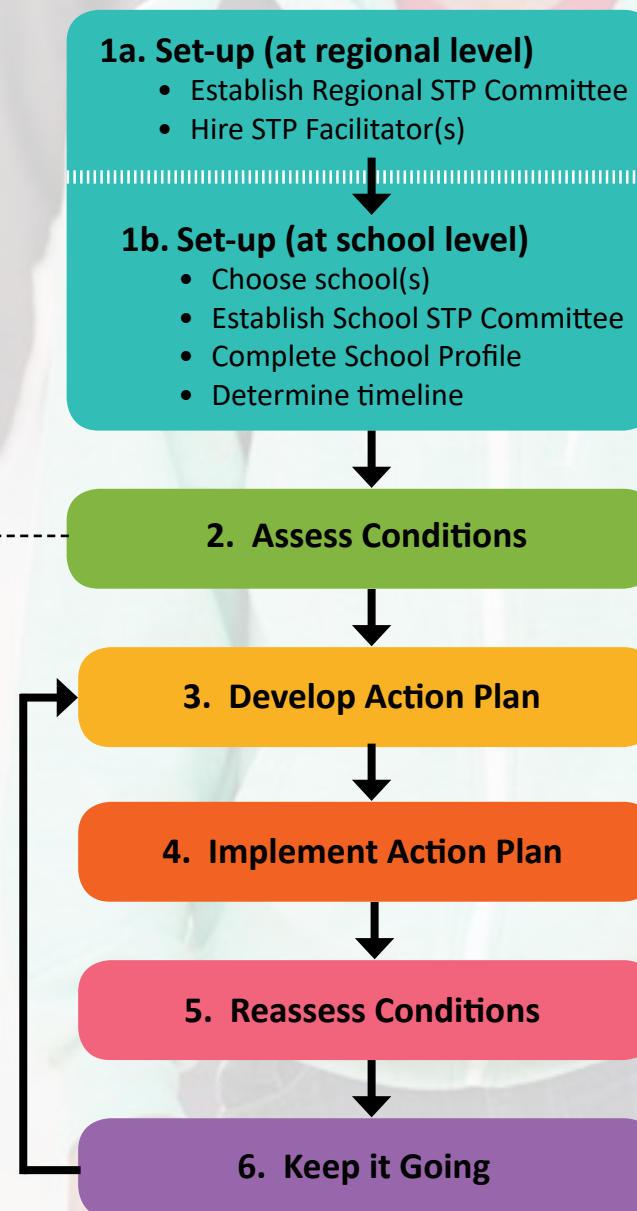 1a. Set-up (at regional level)
• Establish Regional STP Committee
• Hire STP Facilitator(s)
1b. Set-up (at school level)
• Choose school(s)
• Establish School STP Committee
• Complete School Profile
• Determine timeline
2. Assess Conditions
3. Develop Action Plan
4. Implement Action Plan
5. Reassess Conditions
6. Keep it Going